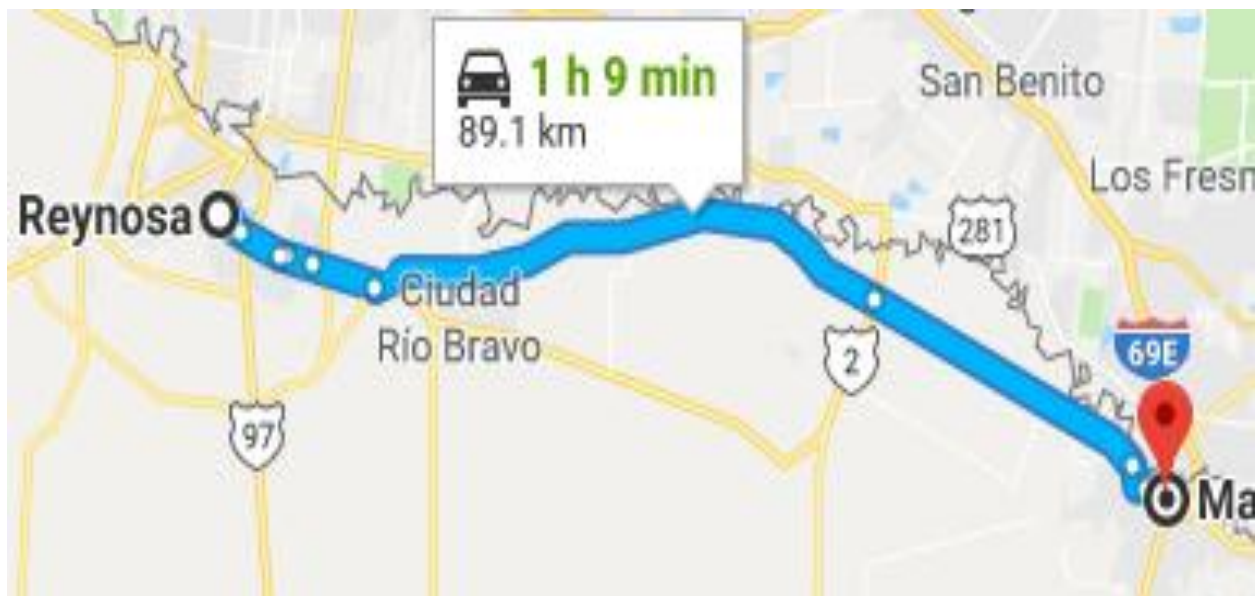 1 h 9 min
89.1 km
San Benito
Los Fresn
Reynosa
281
Ciudad
Río Bravo
2
69E
97
Ma